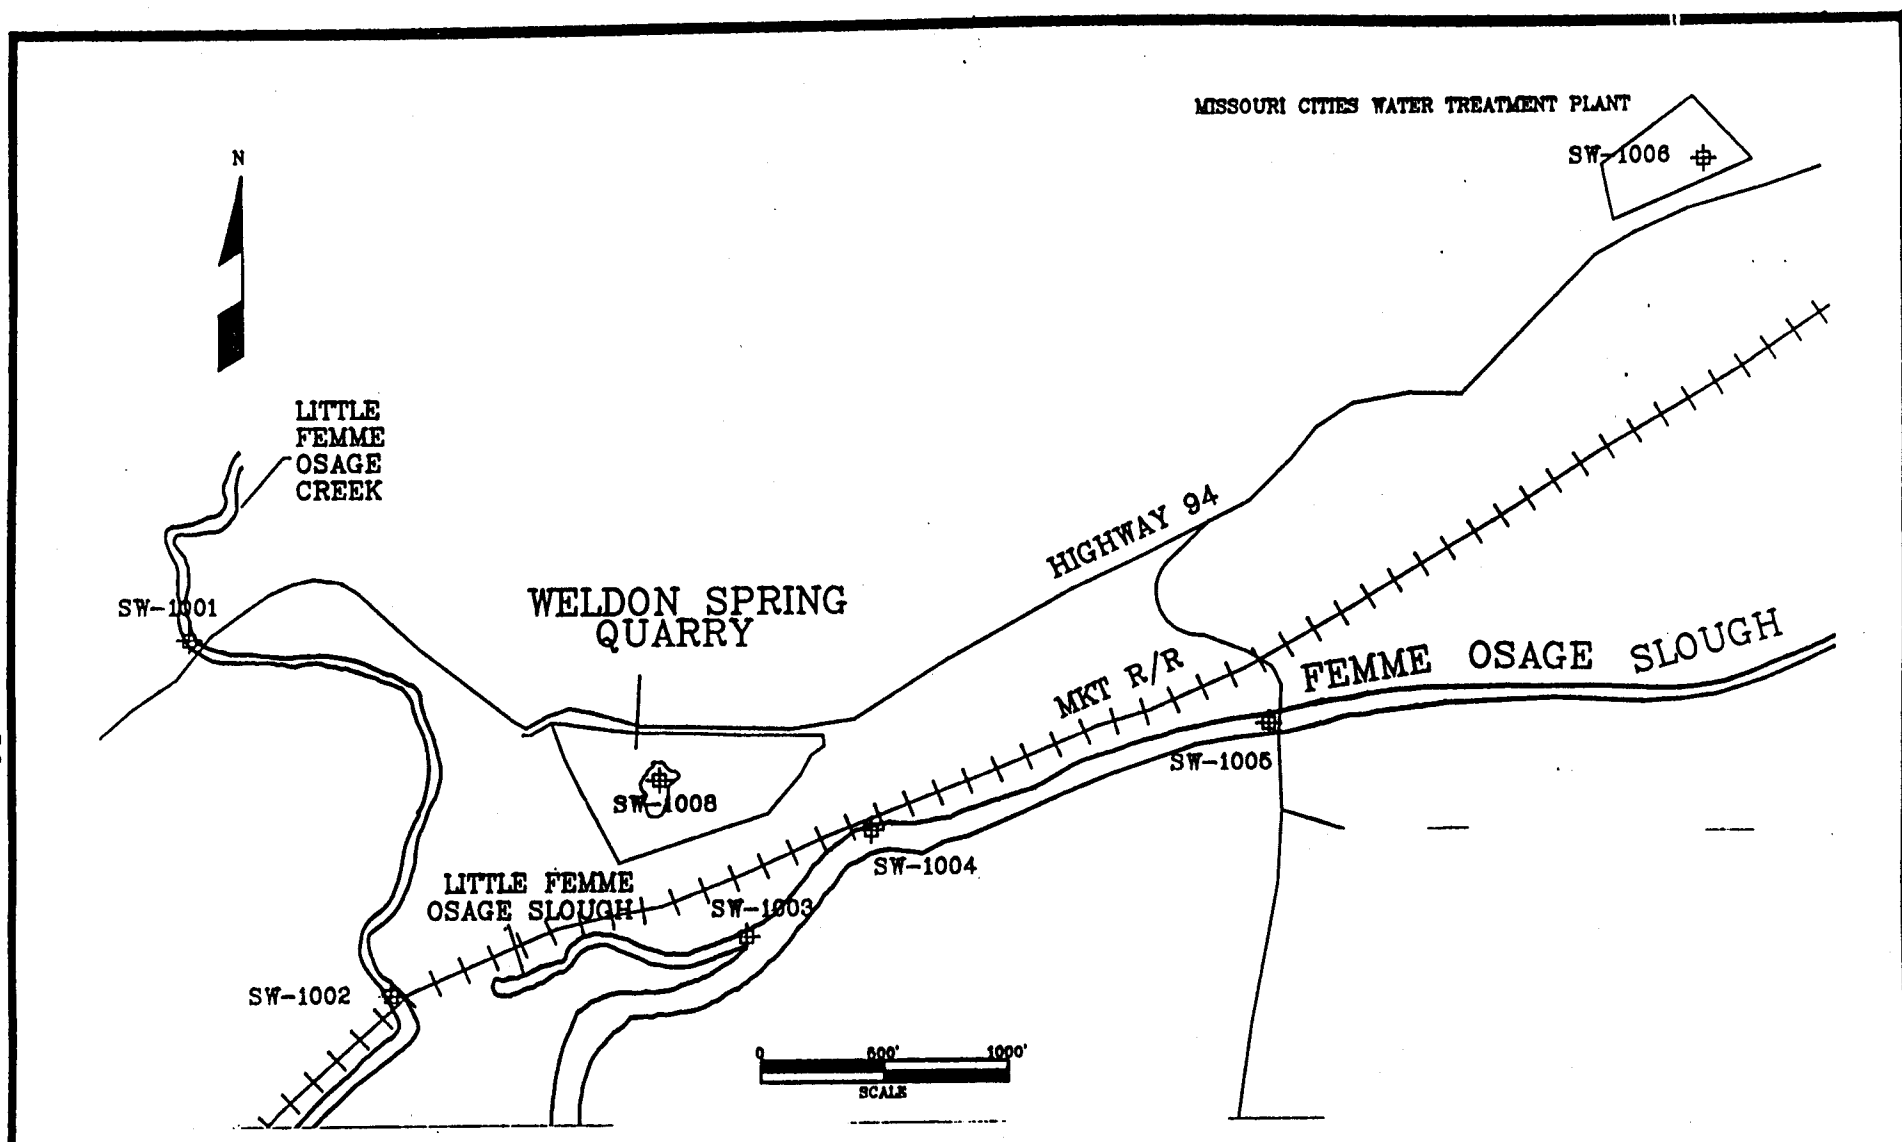 MISSOURI CITIES WATER TREATMENT PLANT
SW-1006
N
LITTLE
FEMME
OSAGE
CREEK
HIGHWAY 94
SW-1001
WELDON SPRING
QUARRY
FEMME OSAGE SLOUGH
MKT R/R
SW-1005
SW-1008
SW-1004
LITTLE FEMME
OSAGE SLOUGH
SW-1003
SW-1002
0 500' 1000'
SCALE